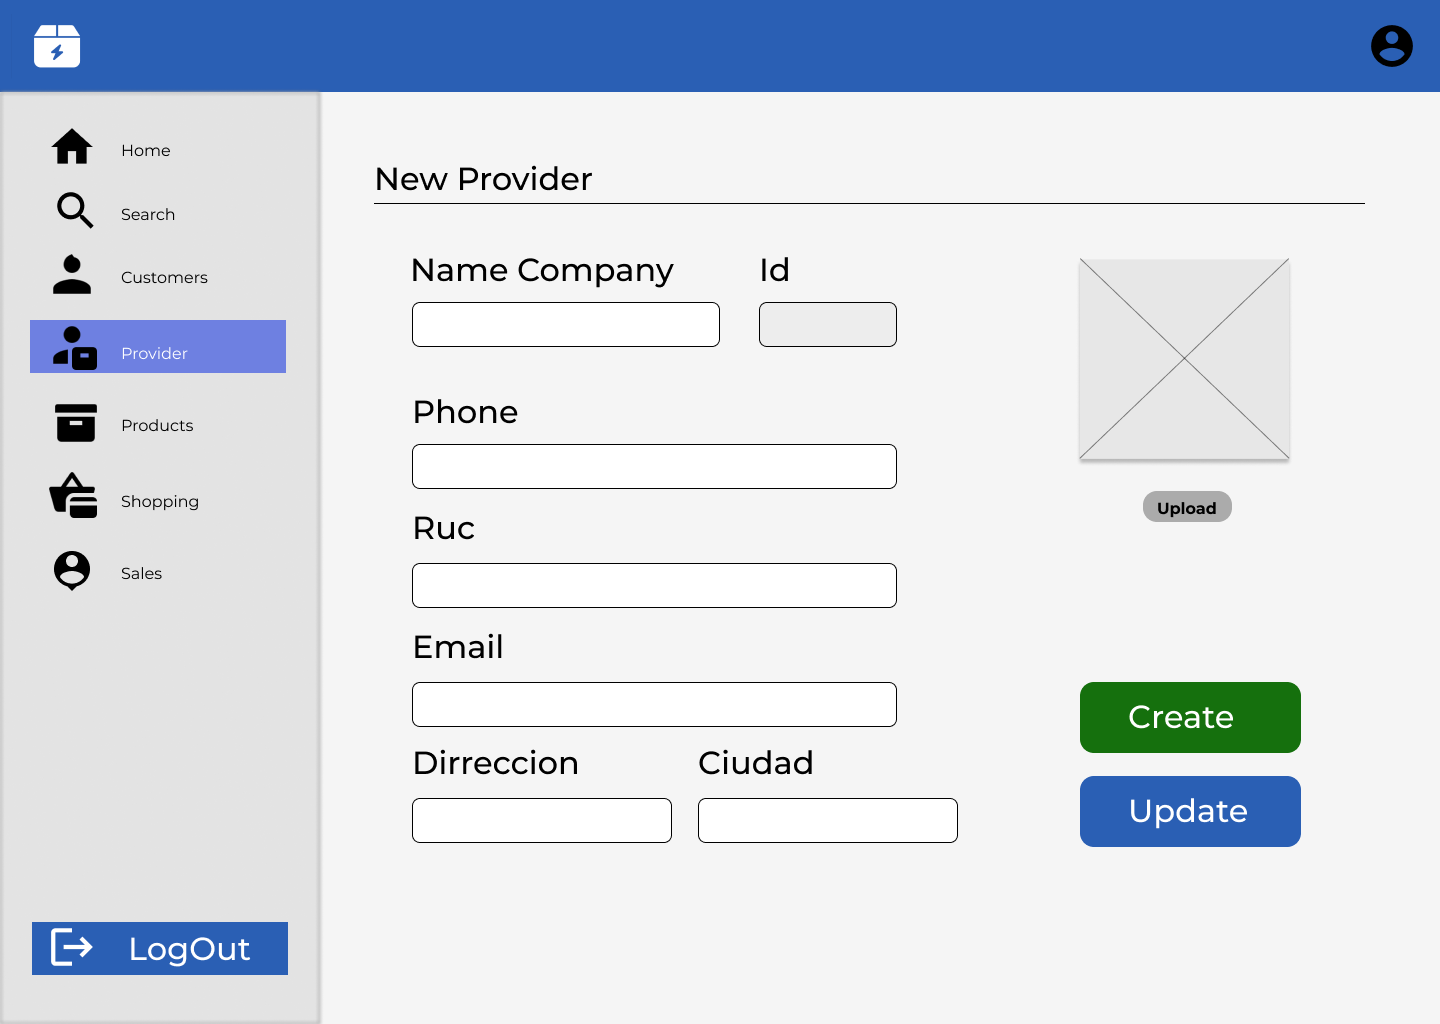 Home
Search
Customers
Provider
Products
Shopping
Sales
LogOut
New Provider
Name Company
Id
Phone
Ruc
Email
Dirreccion
Ciudad
Upload
Create
Update